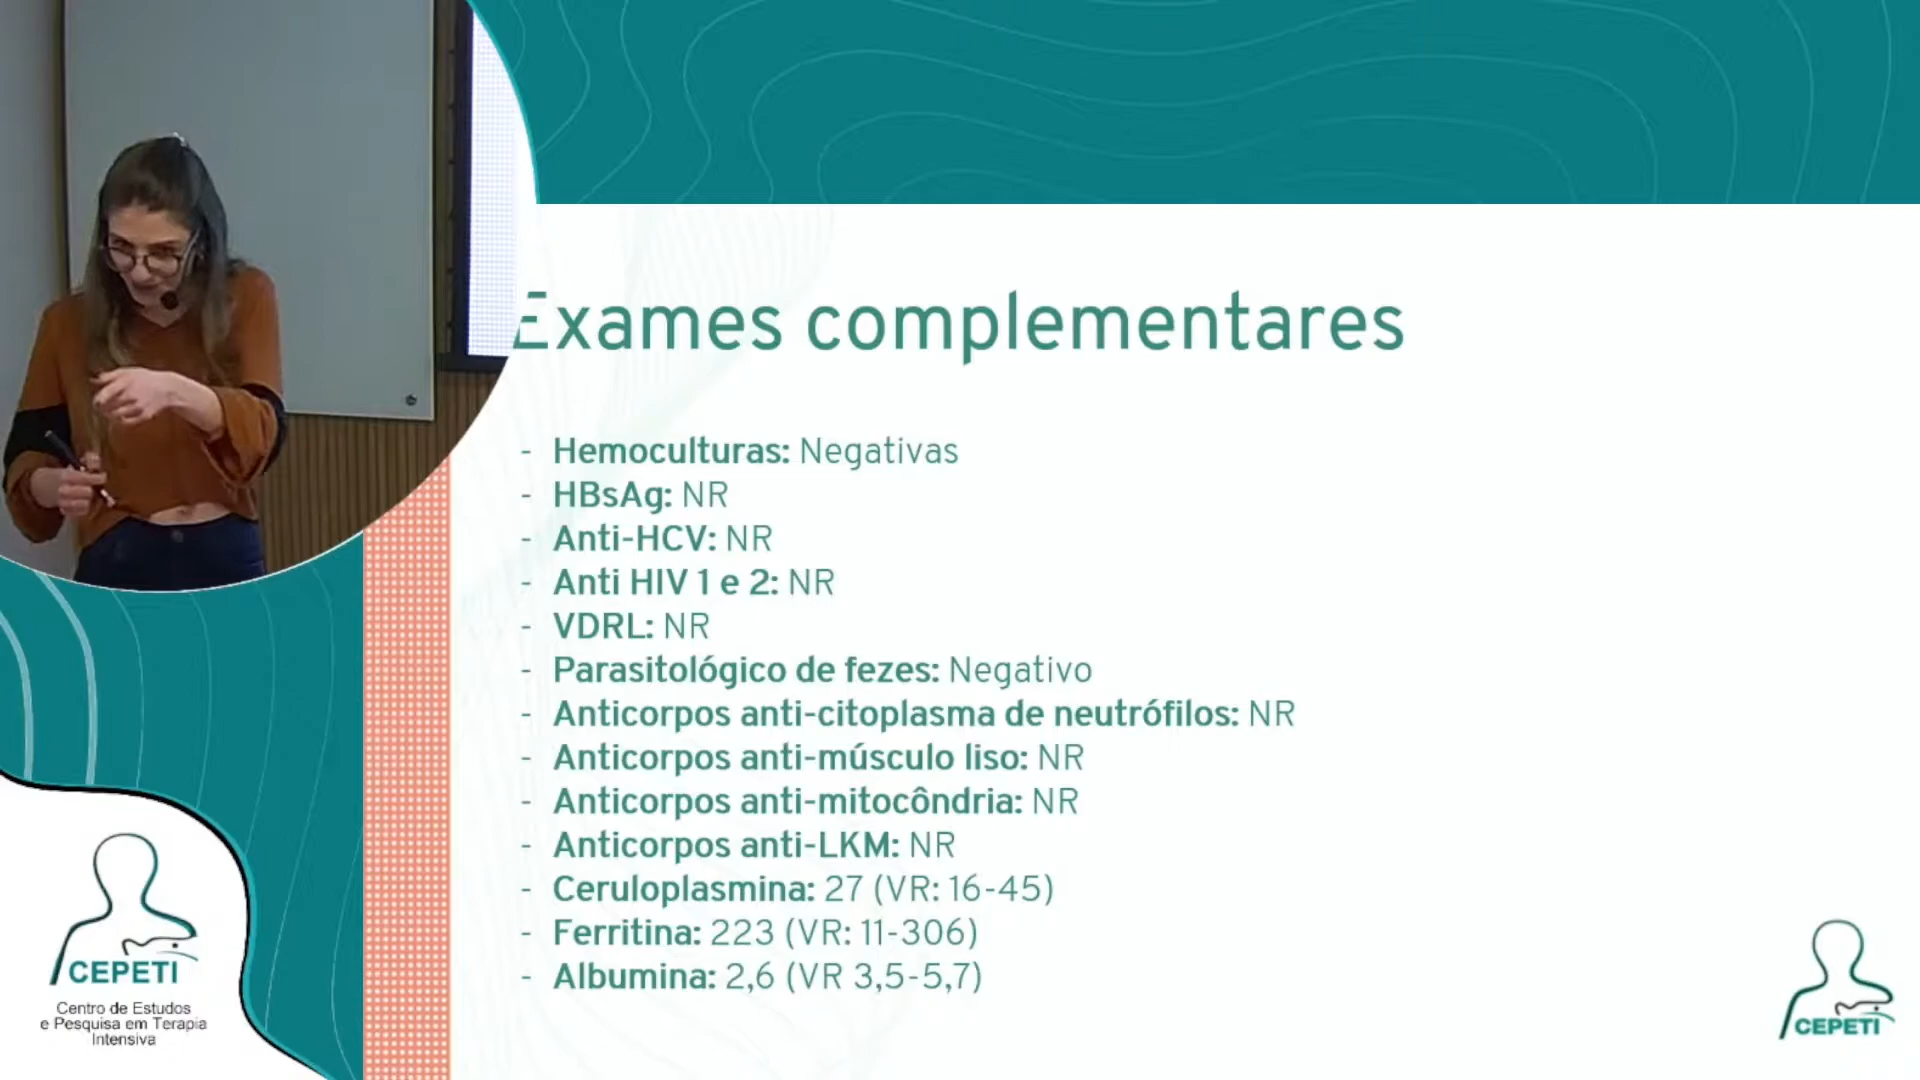 Exames complementares
- Hemoculturas: Negativas
- HBsAg: NR
- Anti-HCV: NR
- Anti HIV 1 e 2: NR
- VDRL: NR
- Parasitológico de fezes: Negativo
- Anticorpos anti-citoplasma de neutrófilos: NR
- Anticorpos anti-músculo liso: NR
- Anticorpos anti-mitocôndria: NR
- Anticorpos anti-LKM: NR
- Ceruloplasmina: 27 (VR: 16-45)
- Ferritina: 223 (VR: 11-306)
- Albumina: 2,6 (VR 3,5-5,7)
CEPETI
Centro de Estudos
e Pesquisa em Terapia
Intensiva
CEPETI